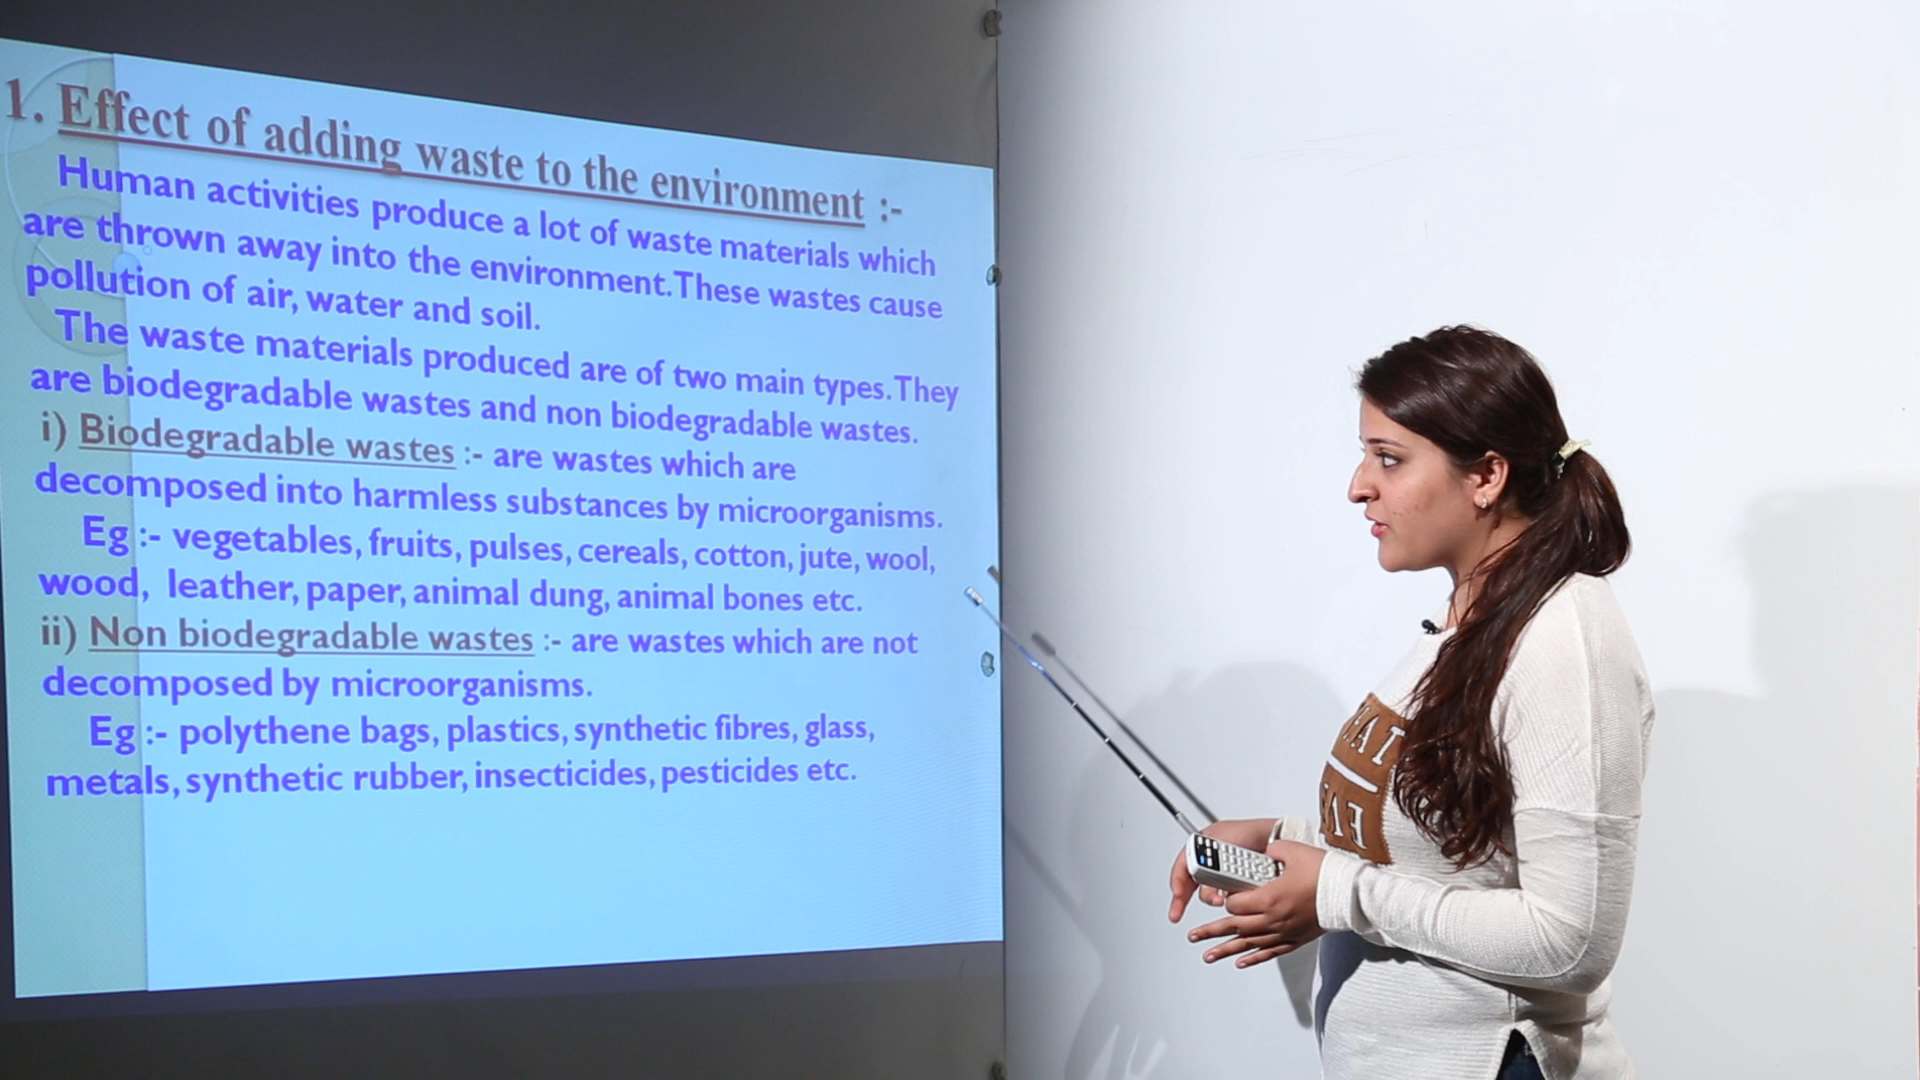 1. Effect of adding waste to the environment :-
Human activities produce a lot of waste materials which
are thrown away into the environment. These wastes cause
pollution of air, water and soil.
The waste materials produced are of two main types. They
are biodegradable wastes and non biodegradable wastes.
i) Biodegradable wastes :- are wastes which are
decomposed into harmless substances by microorganisms.
Eg :- vegetables, fruits, pulses, cereals, cotton, jute, wool,
wood, leather, paper, animal dung, animal bones etc.
ii) Non biodegradable wastes :- are wastes which are not
decomposed by microorganisms.
Eg :- polythene bags, plastics, synthetic fibres, glass,
metals, synthetic rubber, insecticides, pesticides etc.